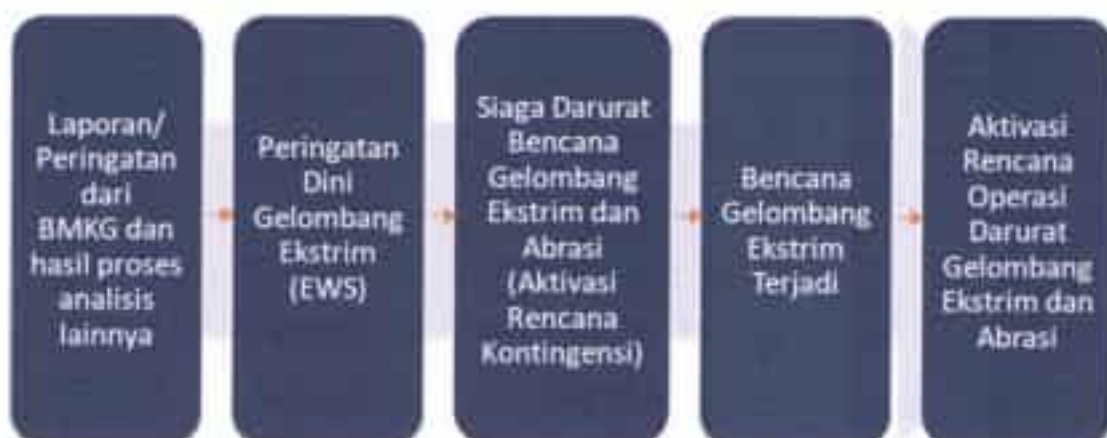 Laporan/
Peringatan
dari
BMKG dan
hasil proses
analisis
lainnya
Peringatan
Dini
Gelombang
Ekstrim
(EWS)
Siaga Darurat
Bencana
Gelombang
Ekstrim dan
Abrasi
(Aktivasi
Rencana
Kontingensi)
Bencana
Gelombang
Ekstrim
Terjadi
Aktivasi
Rencana
Operasi
Darurat
Gelombang
Ekstrim dan
Abrasi